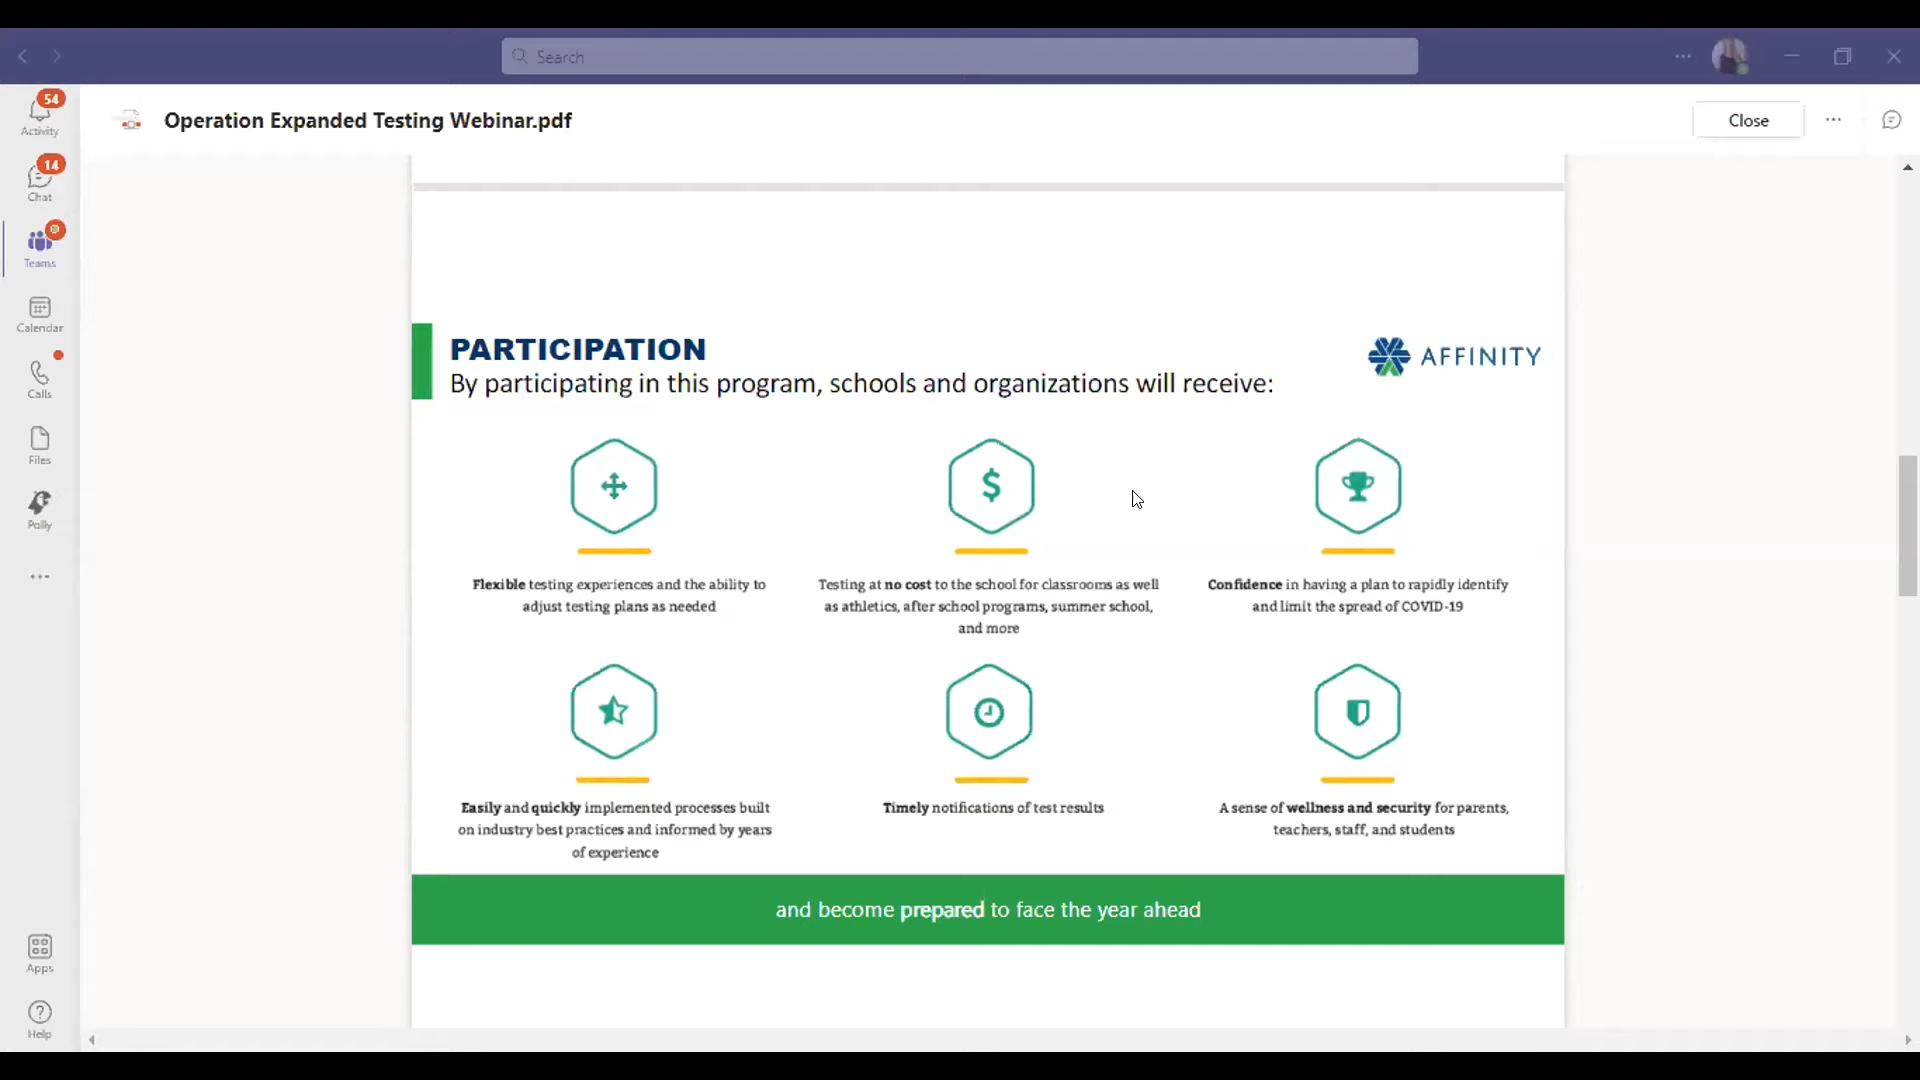 Search
54
Activity
14
Chat
Teams
Calendar
Calls
Files
Polly
Apps
Help
Operation Expanded Testing Webinar.pdf
Close
PARTICIPATION
By participating in this program, schools and organizations will receive:
AFFINITY
$
Flexible testing experiences and the ability to
adjust testing plans as needed
Testing at no cost to the school for classrooms as well
as athletics, after school programs, summer school,
and more
Confidence in having a plan to rapidly identify
and limit the spread of COVID-19
Easily and quickly implemented processes built
on industry best practices and informed by years
of experience
Timely notifications of test results
A sense of wellness and security for parents,
teachers, staff, and students
and become prepared to face the year ahead